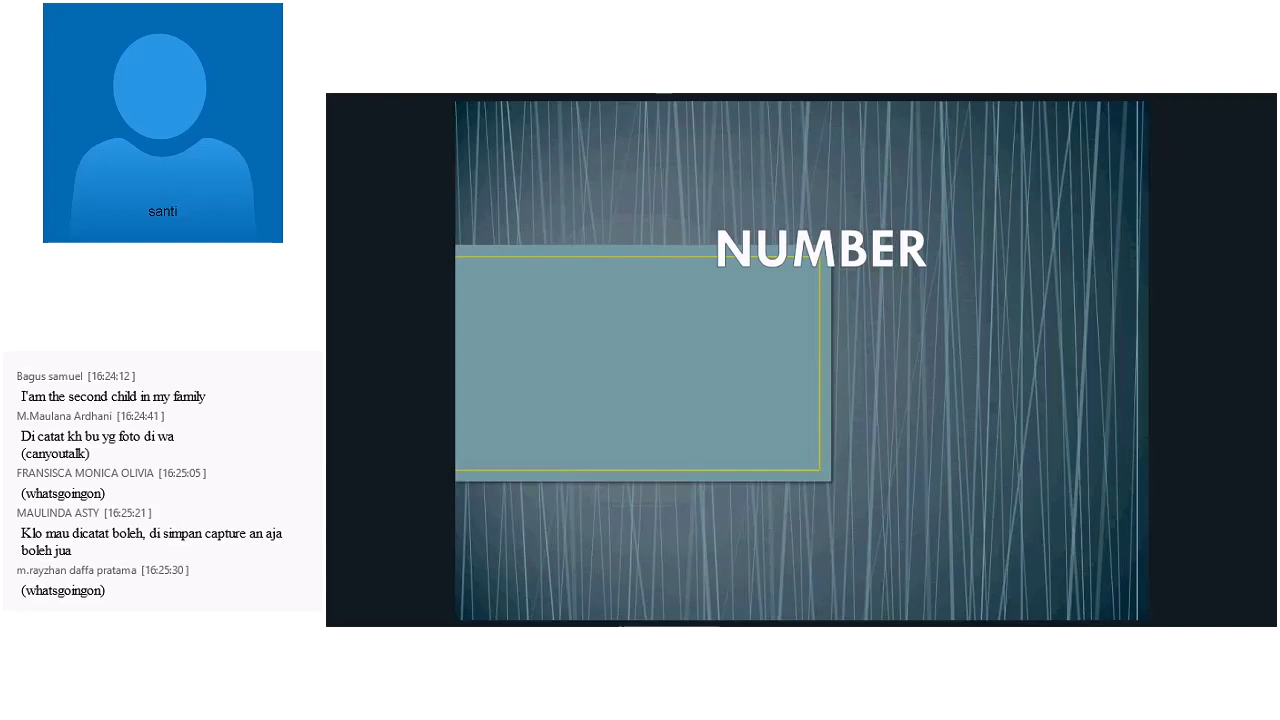 santi
NUMBER
Bagus samuel [16:24:12 ]
I'am the second child in my family
M.Maulana Ardhani [16:24:41 ]
Di catat kh bu yg foto di wa
(canyoutalk)
FRANSISCA MONICA OLIVIA [16:25:05 ]
(whatsgoingon)
MAULINDA ASTY [16:25:21 ]
Klo mau dicatat boleh, di simpan capture an aja
boleh jua
m.rayzhan daffa pratama [16:25:30 ]
(whatsgoingon)